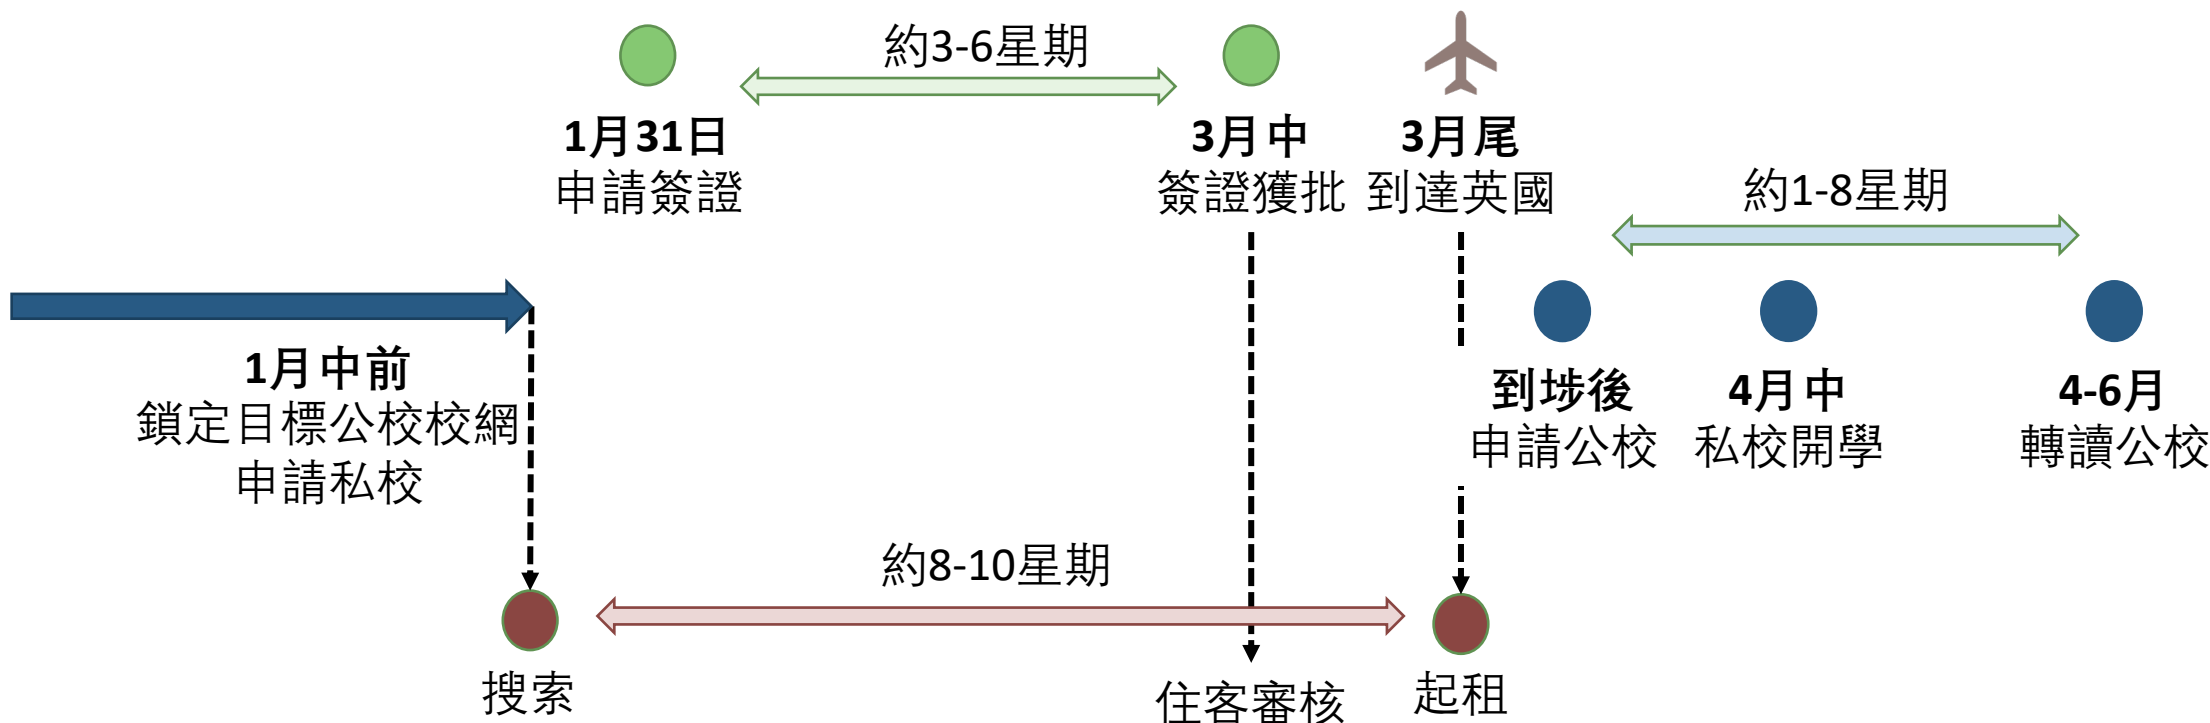 約3-6星期
1月31日
申請簽證
3月中
簽證獲批
3月尾
到達英國
約1-8星期
1月中前
鎖定目標公校校網
申請私校
到埗後
申請公校
4月中
私校開學
4-6月
轉讀公校
約8-10星期
搜索
住客審核
起租